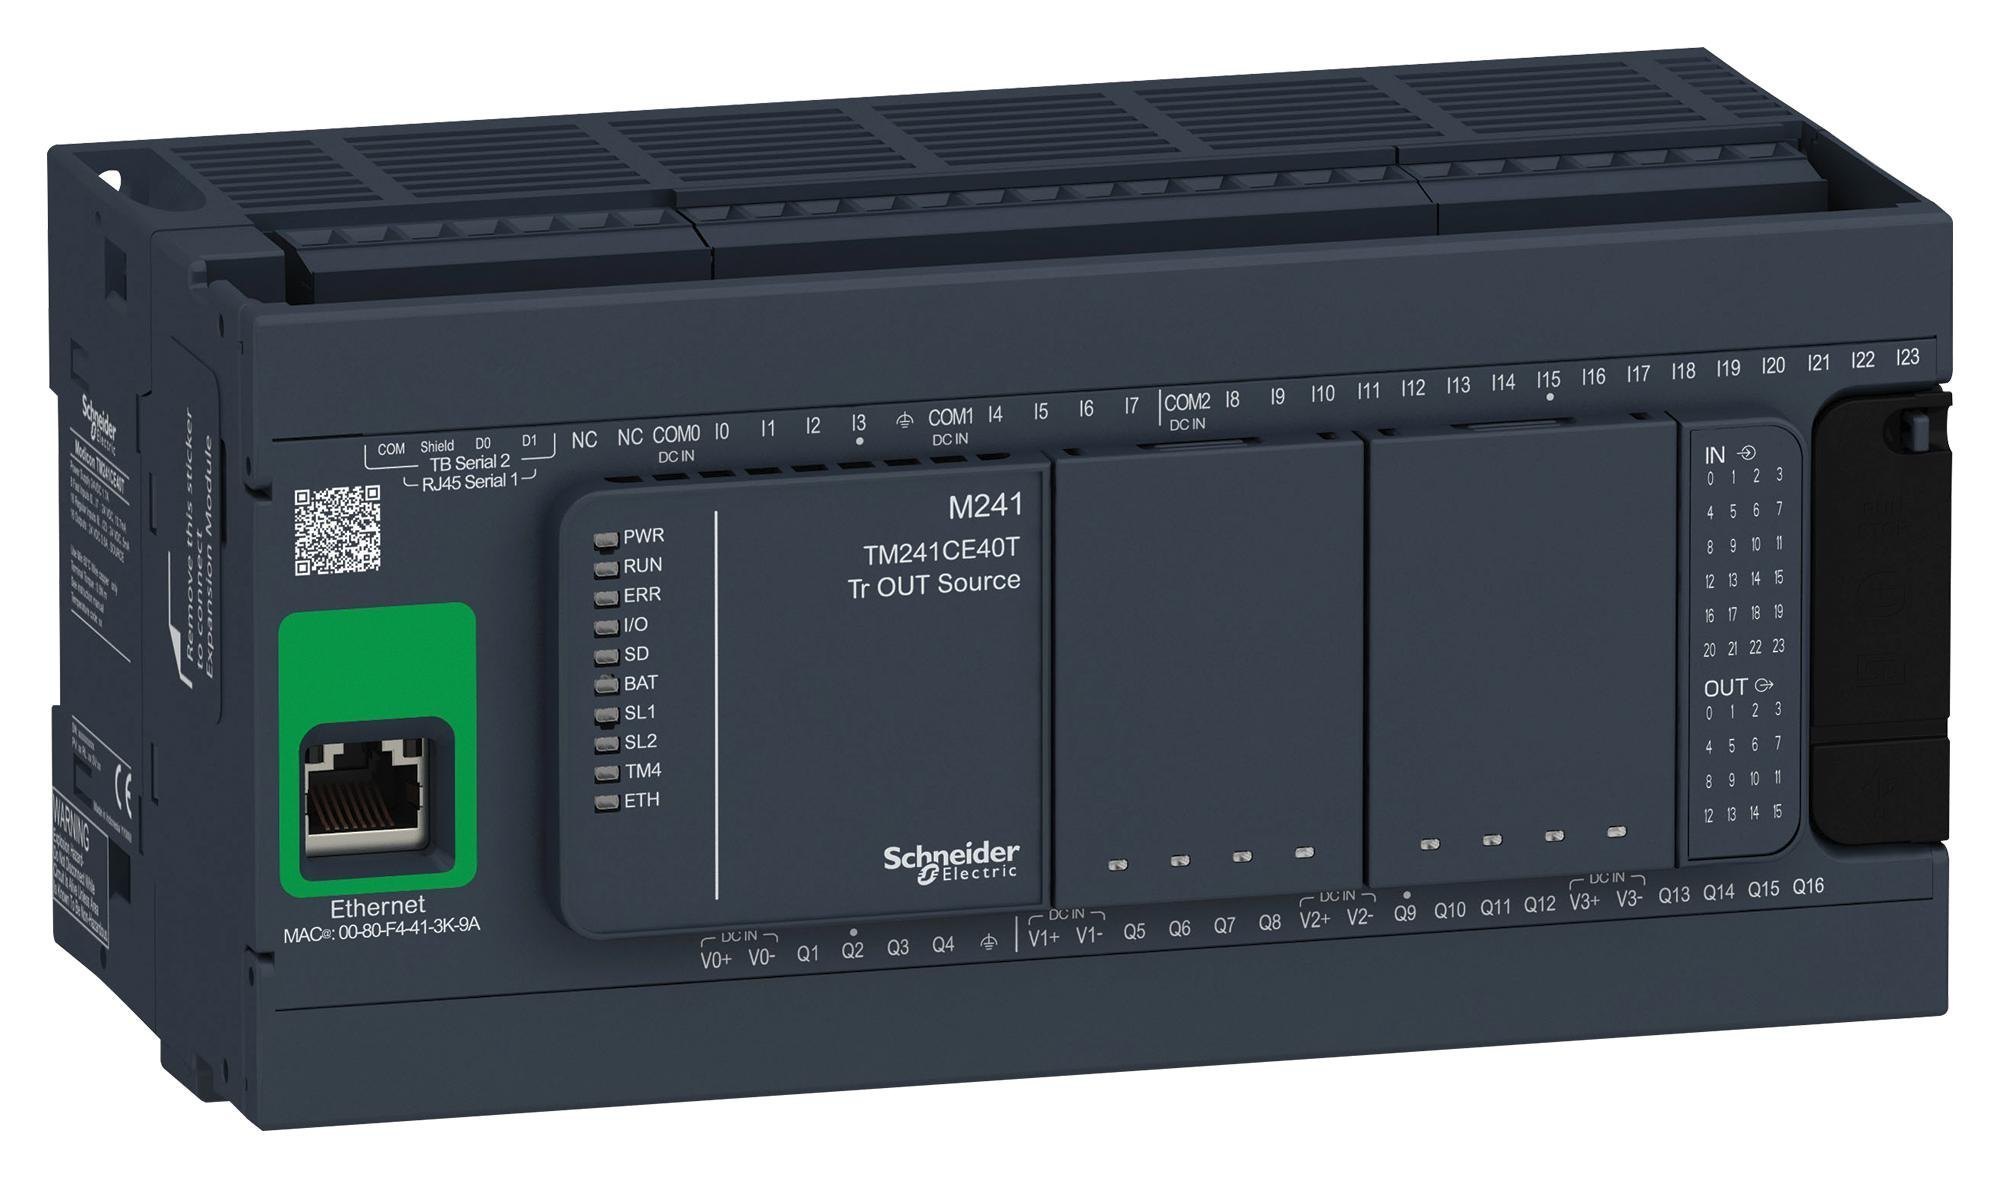 COM Shield D0 D1
TB Serial 2
RJ45 Serial 1
NC NC COM0 I0 I1 I2 I3 COM1 I4 I5 I6 I7 COM2 I8 I9 I10 I11 I12 I13 I14 I15 I16 I17 I18 I19 I20 I21 I22 I23
DC IN DC IN DC IN
Schneider
Electric
Modicon TM241CE40T
Remove this sticker
to connect
Expansion Module
WARNING
CE
PWR
RUN
ERR
I/O
SD
BAT
SL1
SL2
TM4
ETH
M241
TM241CE40T
Tr OUT Source
Schneider
Electric
IN
0 1 2 3
4 5 6 7
8 9 10 11
12 13 14 15
16 17 18 19
20 21 22 23
OUT
0 1 2 3
4 5 6 7
8 9 10 11
12 13 14 15
Ethernet
MAC@: 00-80-F4-41-3K-9A
DC IN DC IN DC IN DC IN
V0+ V0- Q1 Q2 Q3 Q4 V1+ V1- Q5 Q6 Q7 Q8 V2+ V2- Q9 Q10 Q11 Q12 V3+ V3- Q13 Q14 Q15 Q16